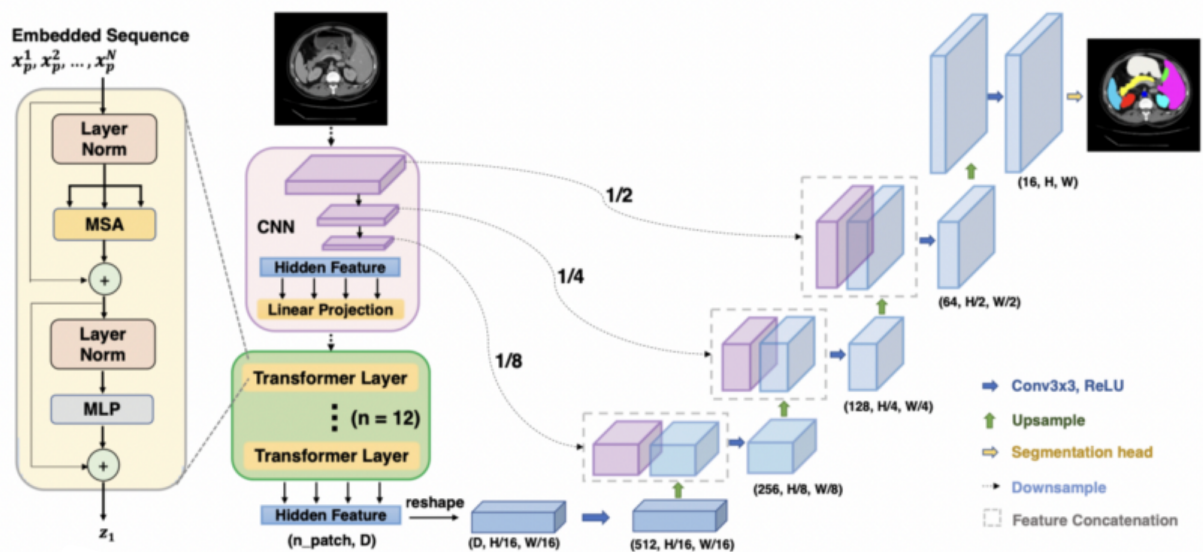 Embedded Sequence
x_p^1, x_p^2, ..., x_p^N
Layer
Norm
MSA
+
Layer
Norm
MLP
+
z_1
CNN
Hidden Feature
Linear Projection
Transformer Layer
(n = 12)
Transformer Layer
Hidden Feature
(n_patch, D)
reshape
(D, H/16, W/16)
(512, H/16, W/16)
1/2
1/4
1/8
(256, H/8, W/8)
(128, H/4, W/4)
(64, H/2, W/2)
(16, H, W)
Conv3x3, ReLU
Upsample
Segmentation head
Downsample
Feature Concatenation